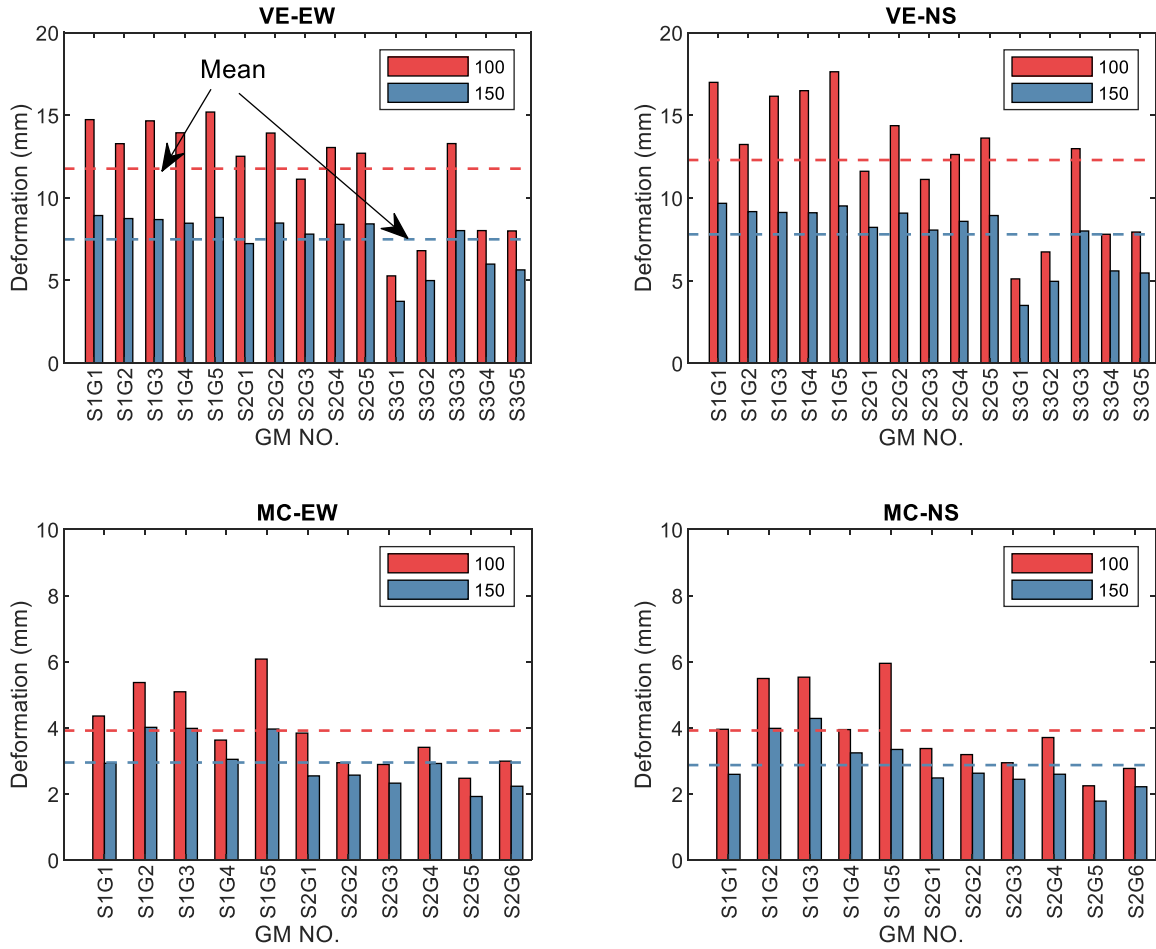 VE-EW
20
15
10
5
0
Deformation (mm)
Mean
100
150
S1G1
S1G2
S1G3
S1G4
S1G5
S2G1
S2G2
S2G3
S2G4
S2G5
S3G1
S3G2
S3G3
S3G4
S3G5
GM NO.
VE-NS
20
15
10
5
0
Deformation (mm)
100
150
S1G1
S1G2
S1G3
S1G4
S1G5
S2G1
S2G2
S2G3
S2G4
S2G5
S3G1
S3G2
S3G3
S3G4
S3G5
GM NO.
MC-EW
10
8
6
4
2
0
Deformation (mm)
100
150
S1G1
S1G2
S1G3
S1G4
S1G5
S2G1
S2G2
S2G3
S2G4
S2G5
S2G6
GM NO.
MC-NS
10
8
6
4
2
0
Deformation (mm)
100
150
S1G1
S1G2
S1G3
S1G4
S1G5
S2G1
S2G2
S2G3
S2G4
S2G5
S2G6
GM NO.